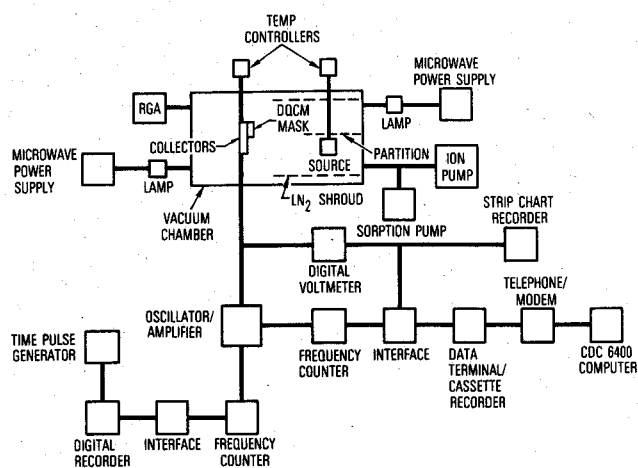 TEMP
CONTROLLERS
MICROWAVE
POWER SUPPLY
RGA
DQCM
MASK
LAMP
COLLECTORS
SOURCE
PARTITION
ION
PUMP
MICROWAVE
POWER SUPPLY
LAMP
LN2 SHROUD
VACUUM
CHAMBER
SORPTION PUMP
STRIP CHART
RECORDER
DIGITAL
VOLTMETER
TELEPHONE/
MODEM
OSCILLATOR/
AMPLIFIER
TIME PULSE
GENERATOR
FREQUENCY
COUNTER
INTERFACE
DATA
TERMINAL/
CASSETTE
RECORDER
CDC 6400
COMPUTER
DIGITAL
RECORDER
INTERFACE
FREQUENCY
COUNTER